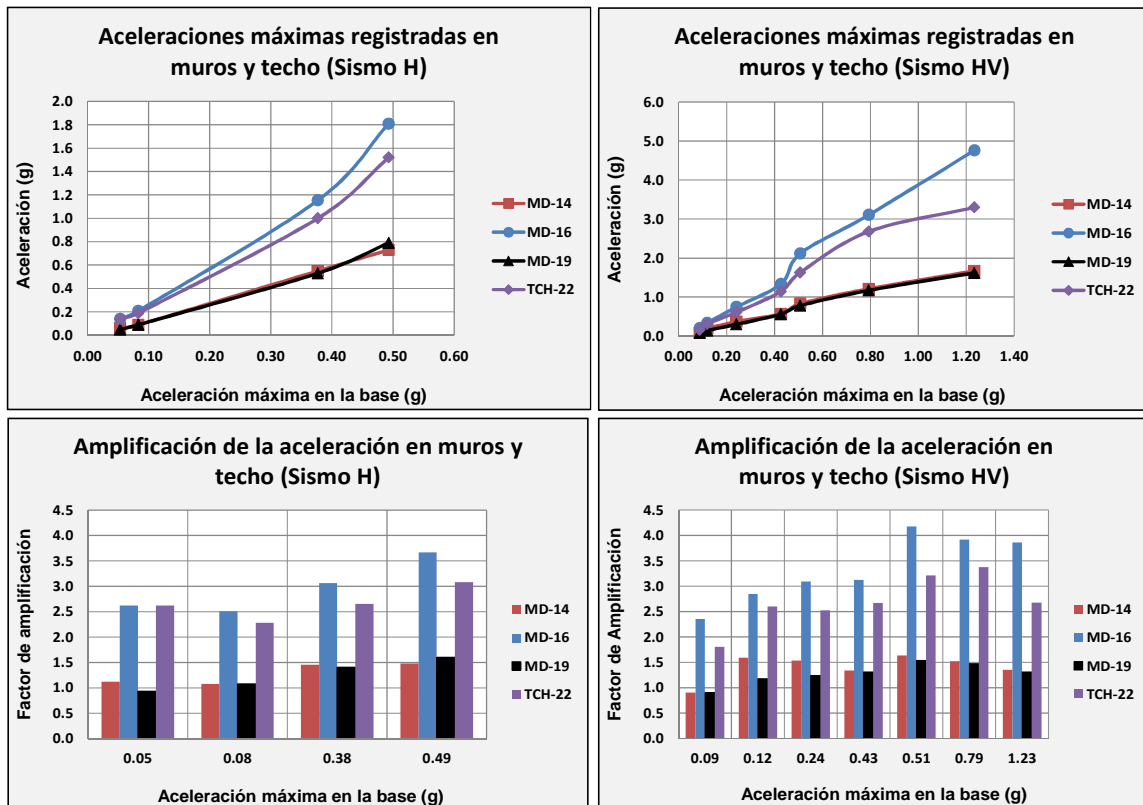 Aceleraciones máximas registradas en
muros y techo (Sismo H)
2.0
1.8
1.6
1.4
1.2
1.0
0.8
0.6
0.4
0.2
0.0
0.00 0.10 0.20 0.30 0.40 0.50 0.60
Aceleración (g)
Aceleración máxima en la base (g)
MD-14
MD-16
MD-19
TCH-22
Aceleraciones máximas registradas en
muros y techo (Sismo HV)
6.0
5.0
4.0
3.0
2.0
1.0
0.0
0.00 0.20 0.40 0.60 0.80 1.00 1.20 1.40
Aceleración (g)
Aceleración máxima en la base (g)
MD-14
MD-16
MD-19
TCH-22
Amplificación de la aceleración en muros y
techo (Sismo H)
4.5
4.0
3.5
3.0
2.5
2.0
1.5
1.0
0.5
0.0
0.05 0.08 0.38 0.49
Factor de amplificación
Aceleración máxima en la base (g)
MD-14
MD-16
MD-19
TCH-22
Amplificación de la aceleración en
muros y techo (Sismo HV)
4.5
4.0
3.5
3.0
2.5
2.0
1.5
1.0
0.5
0.0
0.09 0.12 0.24 0.43 0.51 0.79 1.23
Factor de Amplificación
Aceleración máxima en la base (g)
MD-14
MD-16
MD-19
TCH-22